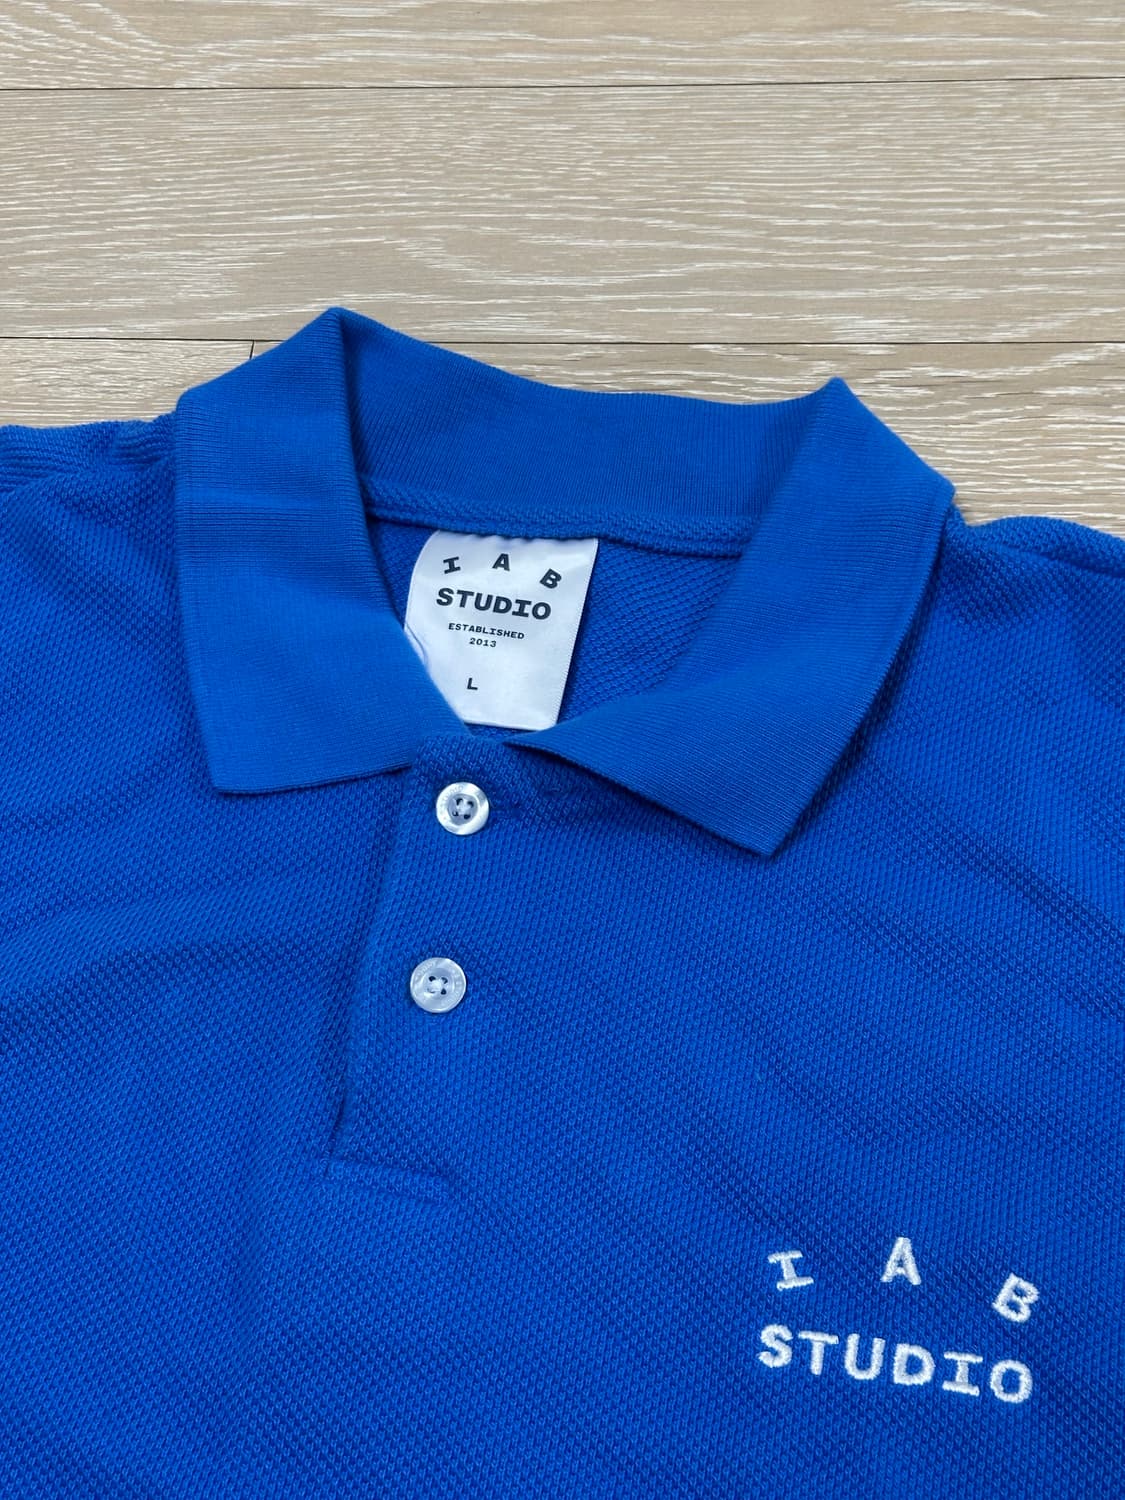 I A B
STUDIO
ESTABLISHED
2013
L
I A B
STUDIO